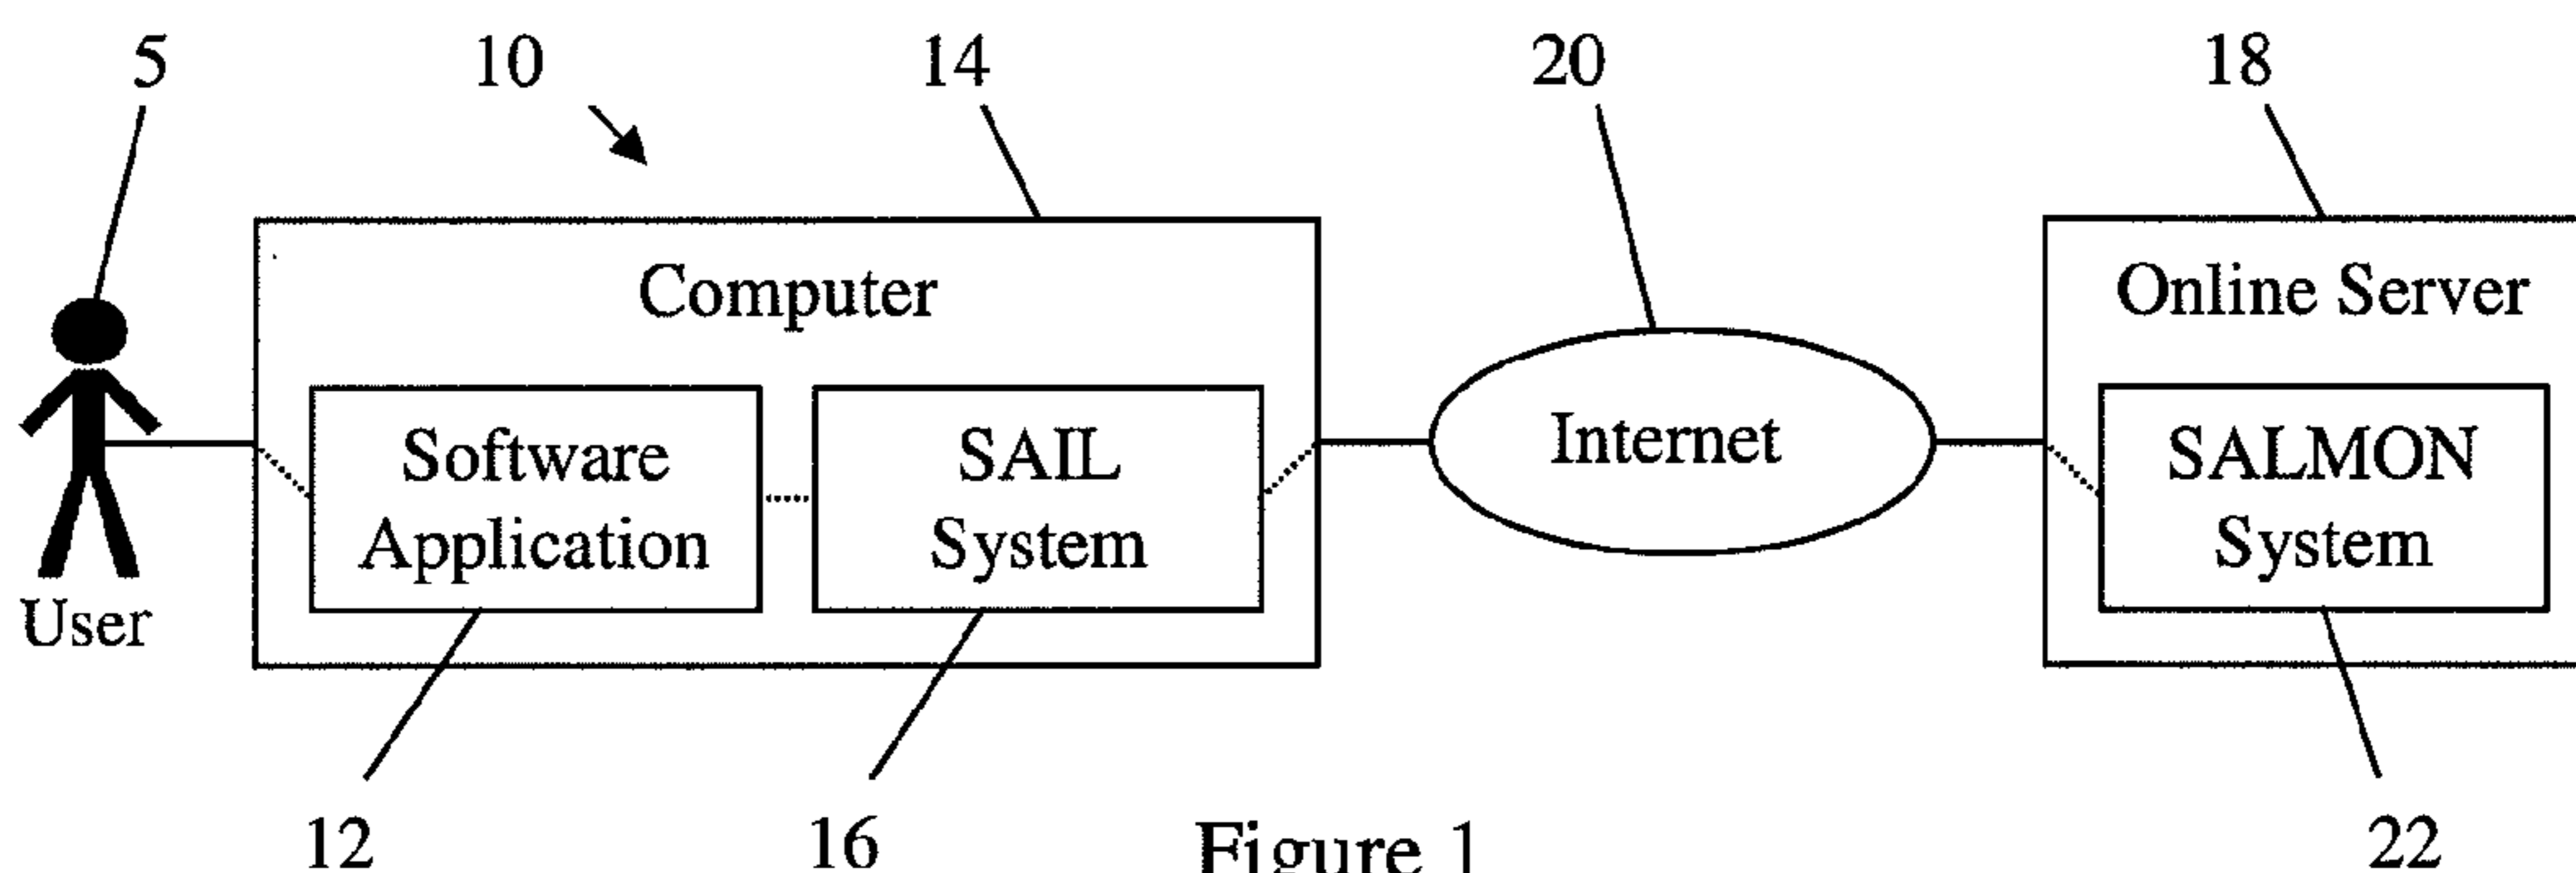 5 10 14 20 18
Computer
Online Server
Software
Application
SAIL
System
Internet
SALMON
System
User
12 16 22
Figure 1